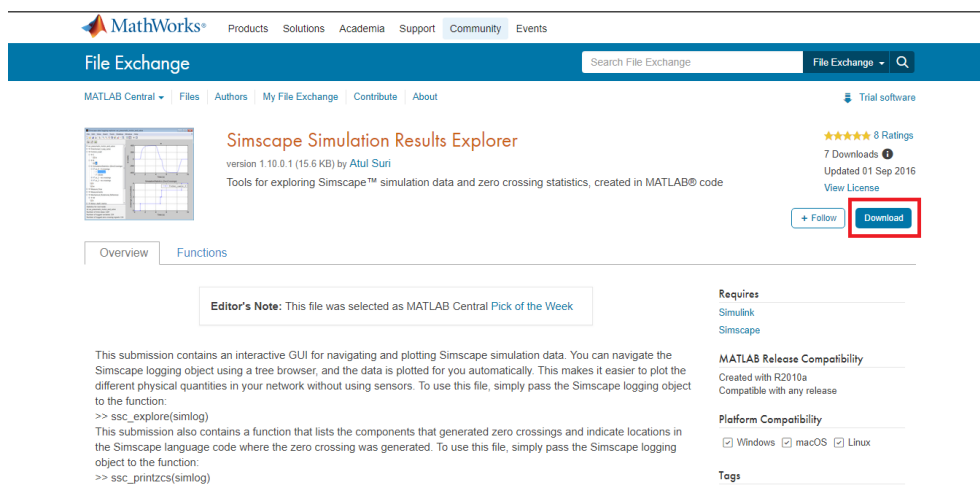 MathWorks®
Products Solutions Academia Support Community Events
File Exchange
Search File Exchange
File Exchange
MATLAB Central Files Authors My File Exchange Contribute About
Trial software
Simscape Simulation Results Explorer
version 1.10.0.1 (15.6 KB) by Atul Suri
Tools for exploring Simscape™ simulation data and zero crossing statistics, created in MATLAB® code
8 Ratings
7 Downloads
Updated 01 Sep 2016
View License
+ Follow
Download
Overview Functions
Editor's Note: This file was selected as MATLAB Central Pick of the Week
This submission contains an interactive GUI for navigating and plotting Simscape simulation data. You can navigate the
Simscape logging object using a tree browser, and the data is plotted for you automatically. This makes it easier to plot the
different physical quantities in your network without using sensors. To use this file, simply pass the Simscape logging object
to the function:
>> ssc_explore(simlog)
This submission also contains a function that lists the components that generated zero crossings and indicate locations in
the Simscape language code where the zero crossing was generated. To use this file, simply pass the Simscape logging
object to the function:
>> ssc_printzcs(simlog)
Requires
Simulink
Simscape
MATLAB Release Compatibility
Created with R2010a
Compatible with any release
Platform Compatibility
Windows macOS Linux
Tags